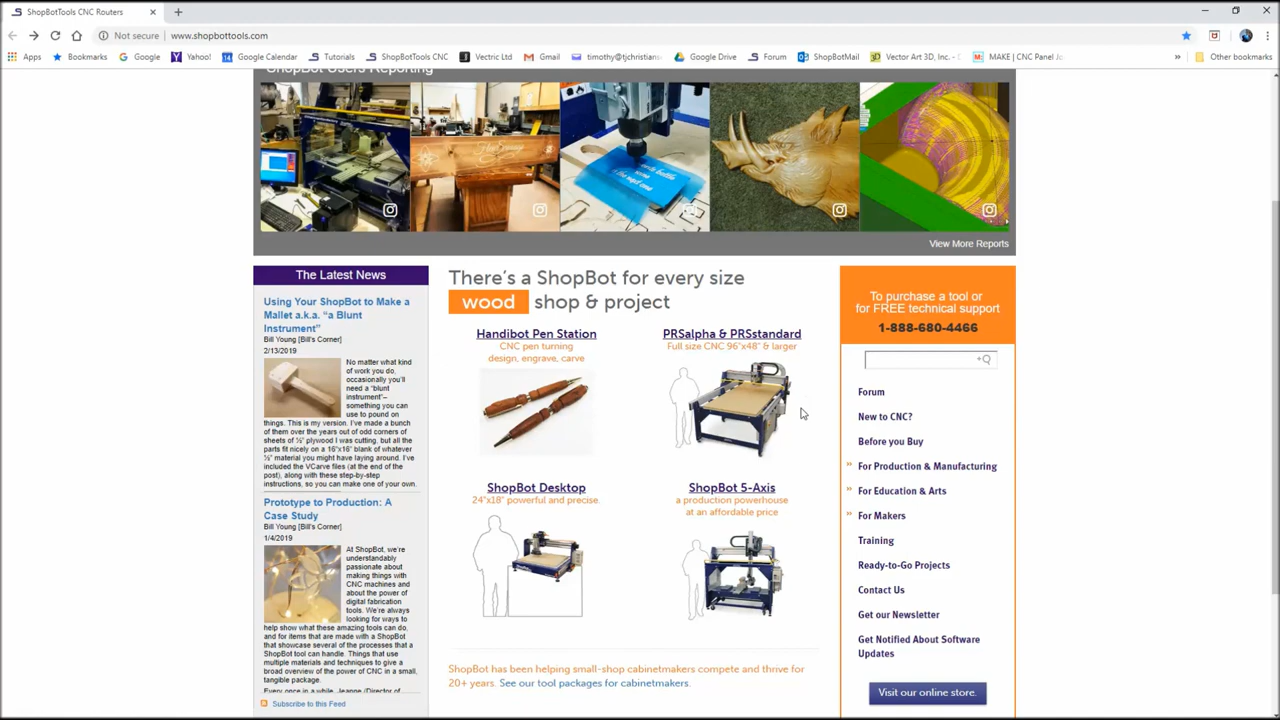 ShopBotTools CNC Routers
Not secure | www.shopbottools.com
Apps Bookmarks Google Yahoo! Google Calendar Tutorials ShopBotTools CNC Vectric Ltd Gmail timothy@tjchristians Google Drive Forum ShopBotMail Vector Art 3D, Inc. - MAKE | CNC Panel Jo » Other bookmarks
ShopBot Users Reporting
View More Reports
The Latest News
Using Your ShopBot to Make a
Mallet a.k.a. “a Blunt
Instrument”
Bill Young [Bill's Corner]
2/13/2019
No matter what kind
of work you do,
occasionally you'll
need a “blunt
instrument”–
something you can
use to pound on
things. This is my version. I've made a bunch
of them over the years out of odd corners of
sheets of ½" plywood I was cutting, but all the
parts fit nicely on a 16"x16" blank of whatever
½" material you might have laying around. I've
included the VCarve files (at the end of the
post), along with these step-by-step
instructions, so you can make one of your own.
Prototype to Production: A
Case Study
Bill Young [Bill's Corner]
1/4/2019
At ShopBot, we're
understandably
passionate about
making things with
CNC machines and
about the power of
digital fabrication
tools. We're always
looking for ways to
help show what these amazing tools can do,
and for items that are made with a ShopBot
that showcase several of the processes that a
ShopBot tool can handle. Things that use
multiple materials and techniques to give a
broad overview of the power of CNC in a small,
tangible package.
Every once in a while, Jeanne (Director of
Subscribe to this Feed
There's a ShopBot for every size
wood shop & project
Handibot Pen Station
CNC pen turning
design, engrave, carve
PRSalpha & PRSstandard
Full size CNC 96"x48" & larger
ShopBot Desktop
24"x18" powerful and precise.
ShopBot 5-Axis
a production powerhouse
at an affordable price
ShopBot has been helping small-shop cabinetmakers compete and thrive for
20+ years. See our tool packages for cabinetmakers.
To purchase a tool or
for FREE technical support
1-888-680-4466
Forum
New to CNC?
Before you Buy
» For Production & Manufacturing
» For Education & Arts
» For Makers
Training
Ready-to-Go Projects
Contact Us
Get our Newsletter
Get Notified About Software
Updates
Visit our online store.